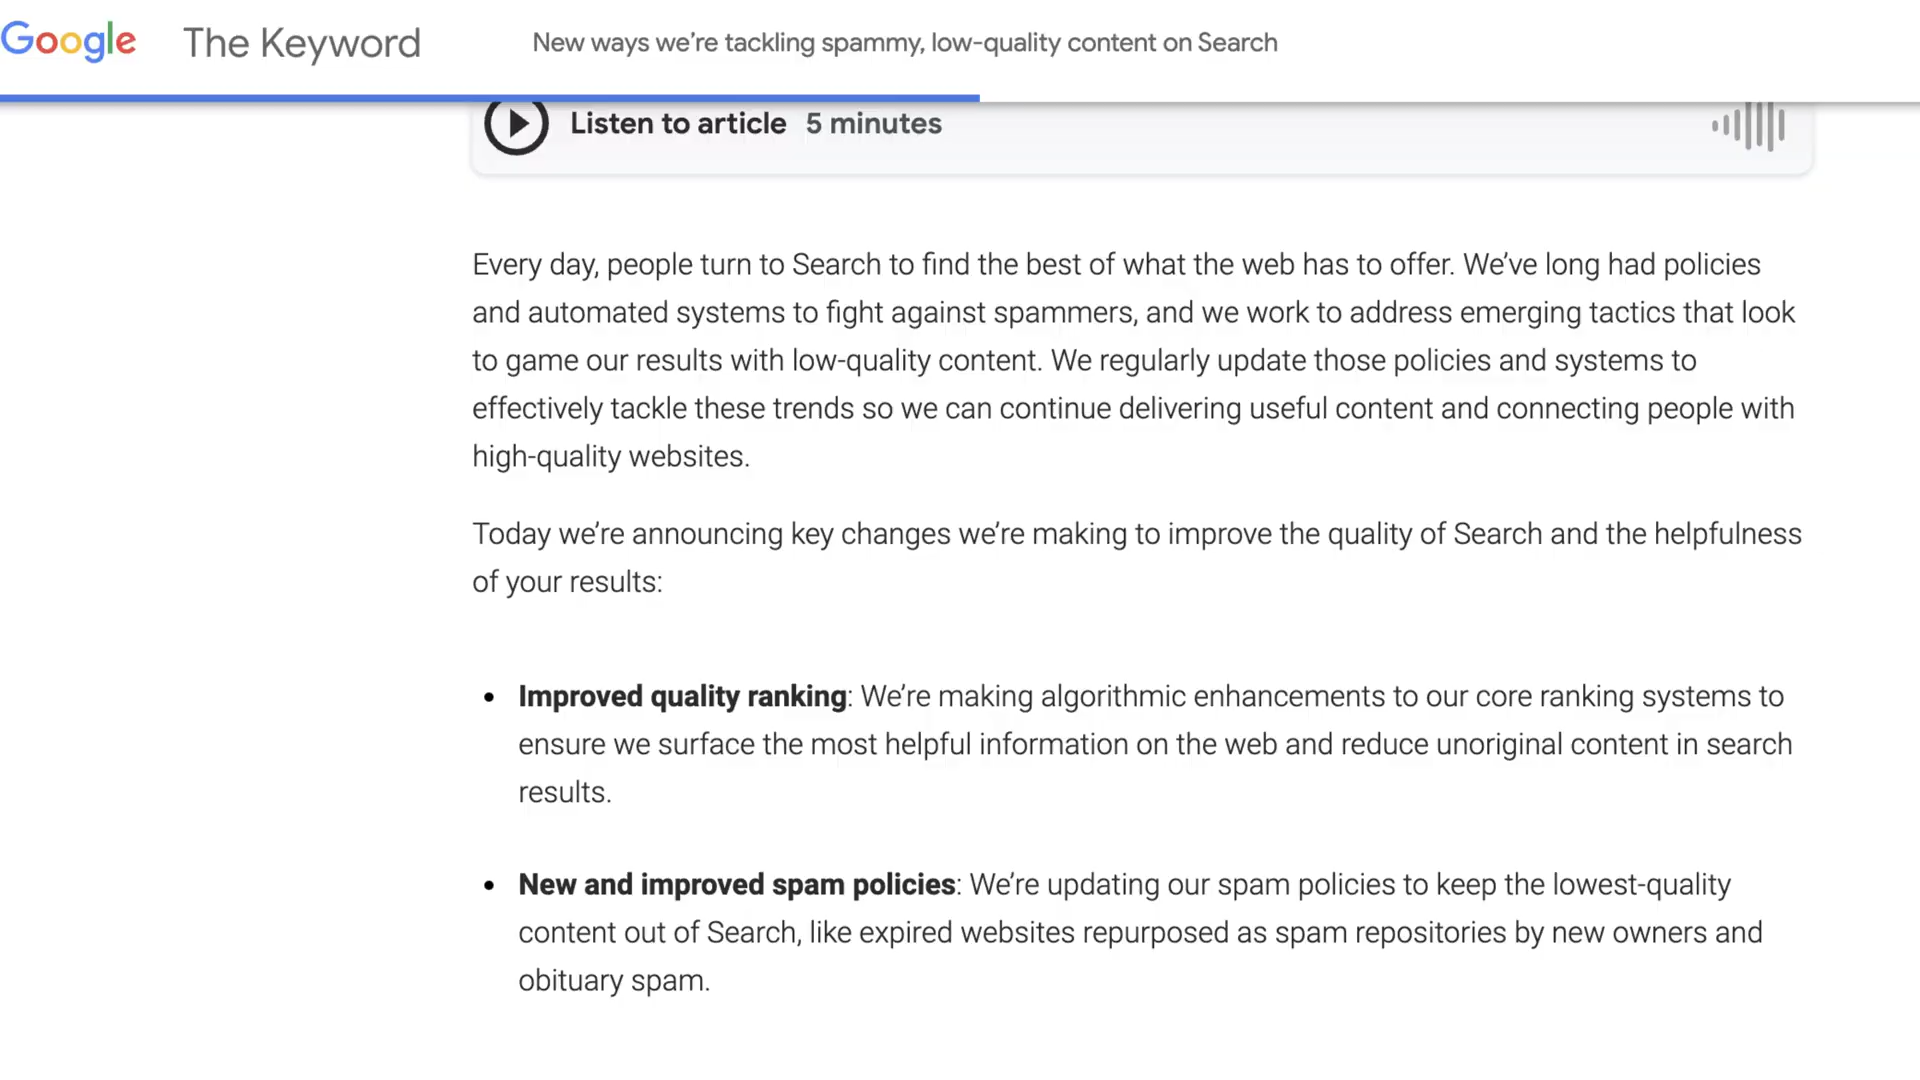 Google The Keyword New ways we’re tackling spammy, low-quality content on Search
Listen to article 5 minutes
Every day, people turn to Search to find the best of what the web has to offer. We’ve long had policies
and automated systems to fight against spammers, and we work to address emerging tactics that look
to game our results with low-quality content. We regularly update those policies and systems to
effectively tackle these trends so we can continue delivering useful content and connecting people with
high-quality websites.
Today we’re announcing key changes we’re making to improve the quality of Search and the helpfulness
of your results:
• Improved quality ranking: We’re making algorithmic enhancements to our core ranking systems to
ensure we surface the most helpful information on the web and reduce unoriginal content in search
results.
• New and improved spam policies: We’re updating our spam policies to keep the lowest-quality
content out of Search, like expired websites repurposed as spam repositories by new owners and
obituary spam.